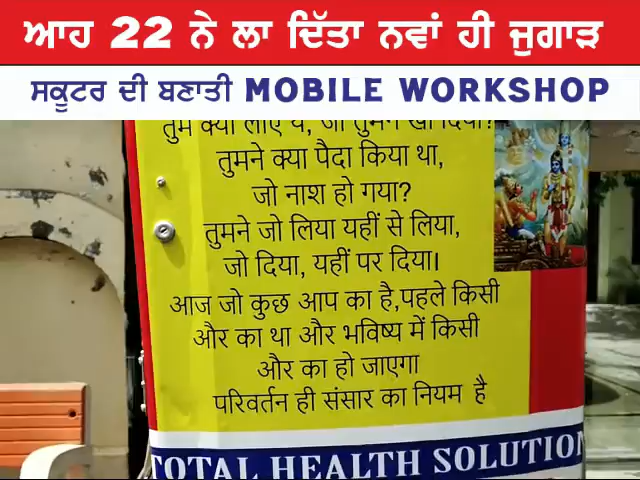 ਆਹ 22 ਨੇ ਲਾ ਦਿੱਤਾ ਨਵਾਂ ਹੀ ਜੁਗਾੜ
ਸਕੂਟਰ ਦੀ ਬਣਾਤੀ MOBILE WORKSHOP
तुम क्या लाए थे, जो तुमने खो दिया?
तुमने क्या पैदा किया था,
जो नाश हो गया?
तुमने जो लिया यहीं से लिया,
जो दिया, यहीं पर दिया।
आज जो कुछ आप का है,पहले किसी
और का था और भविष्य में किसी
और का हो जाएगा
परिवर्तन ही संसार का नियम है
TOTAL HEALTH SOLUTION